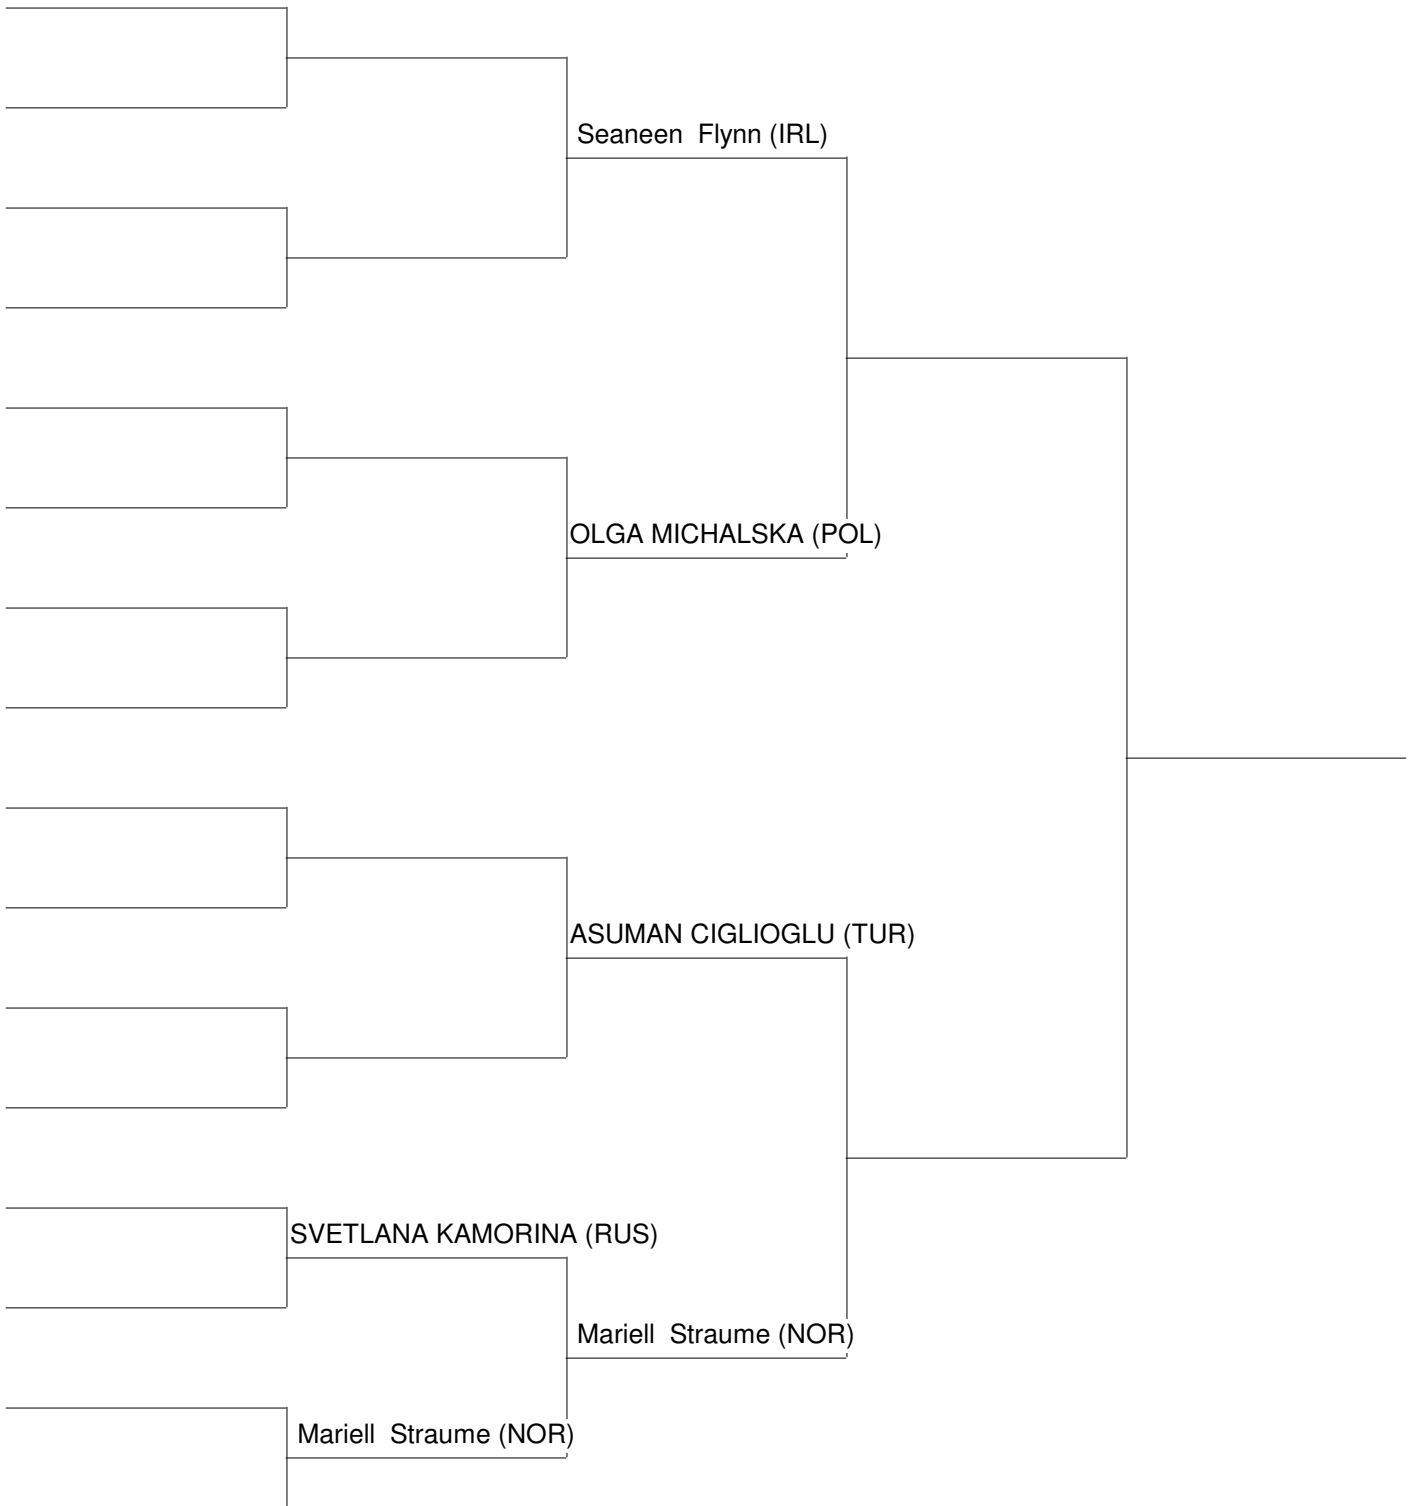 Seaneen  Flynn (IRL)
OLGA MICHALSKA (POL)
ASUMAN CIGLIOGLU (TUR)
SVETLANA KAMORINA (RUS)
Mariell  Straume (NOR)
Mariell  Straume (NOR)